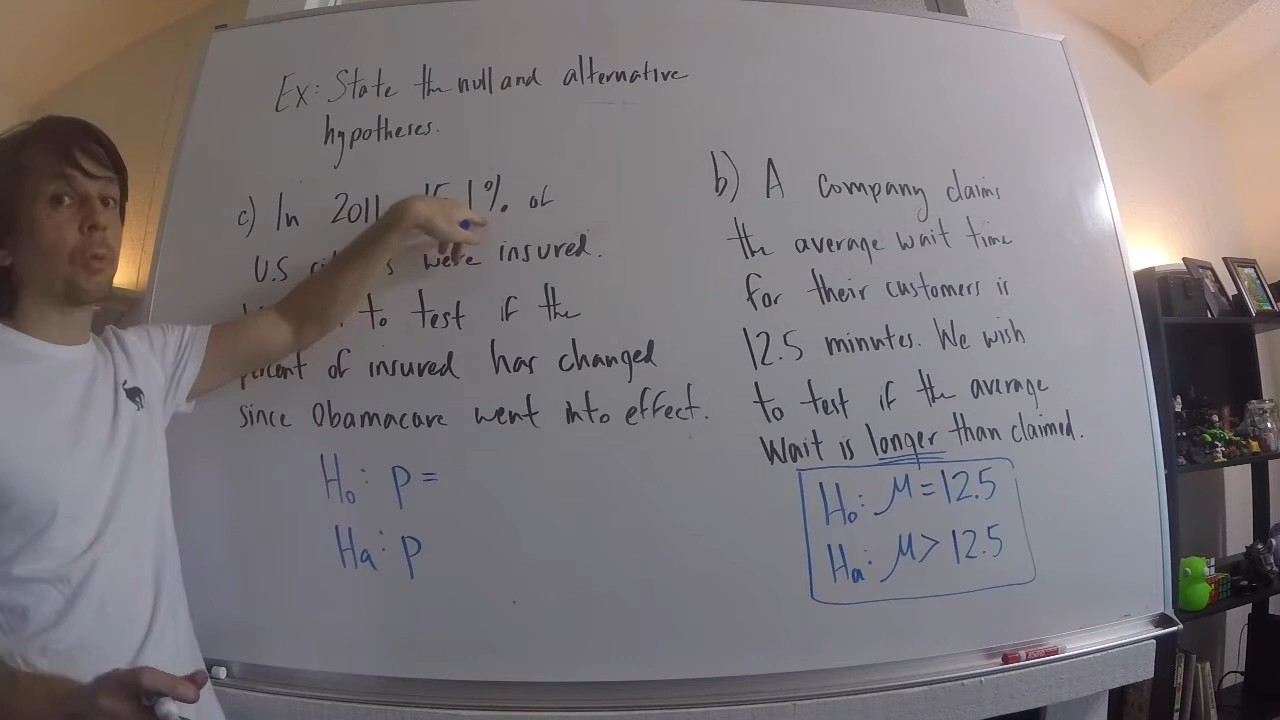 Ex: State the null and alternative
hypotheses.
c) In 2011 1% of
U.S were insured.
to test if the
percent of insured has changed
since Obamacare went into effect.
H₀: p =
Ha: p
b) A company claims
the average wait time
for their customers is
12.5 minutes. We wish
to test if the average
Wait is longer than claimed.
H₀: μ = 12.5
Ha: μ > 12.5